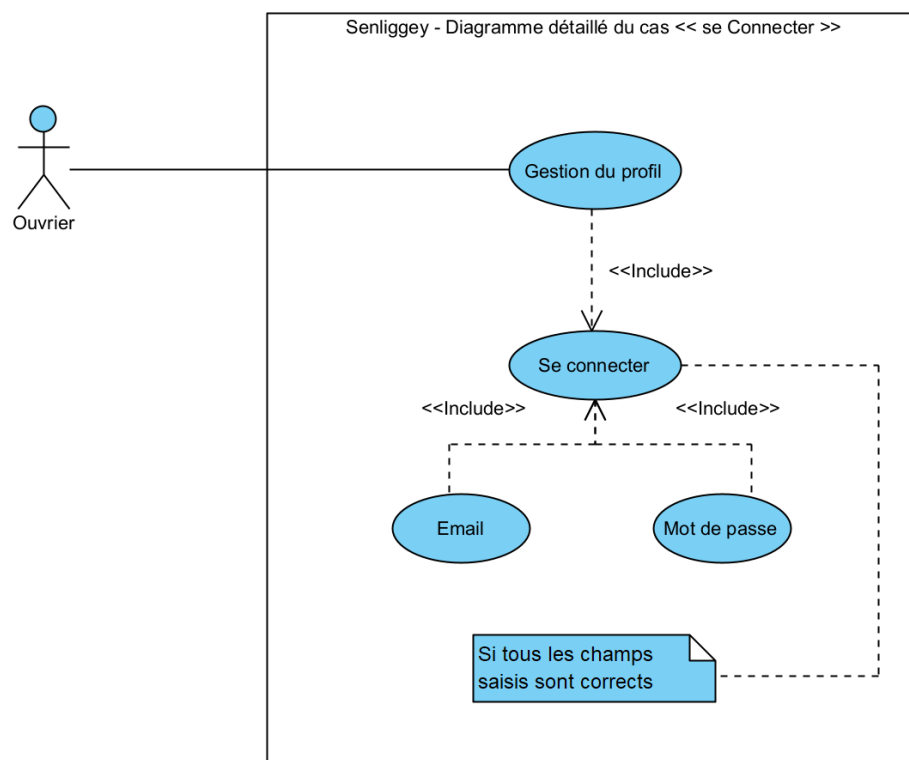 Senliggey - Diagramme détaillé du cas << se Connecter >>
Ouvrier
Gestion du profil
<<Include>>
Se connecter
<<Include>>
<<Include>>
Email
Mot de passe
Si tous les champs
saisis sont corrects